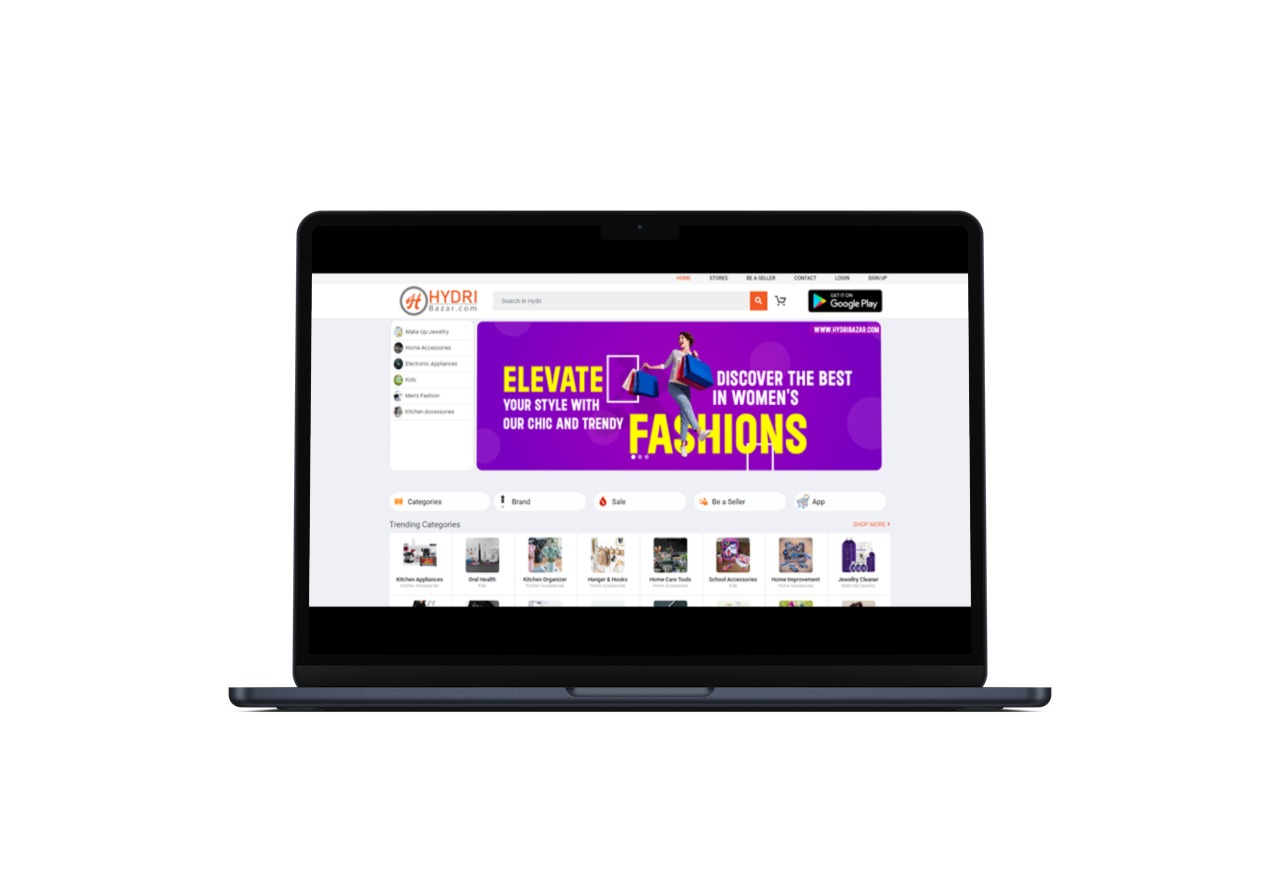 HOME STORES BE A SELLER CONTACT LOGIN SIGN UP
HYDRI
Bazar.com
Search in Hydri
GET IT ON
Google Play
Make Up/Jewellry
Home Accessories
Electronic Appliances
Kids
Men's Fashion
Kitchen Accessories
WWW.HYDRIBAZAR.COM
ELEVATE
YOUR STYLE WITH
OUR CHIC AND TRENDY
DISCOVER THE BEST
IN WOMEN'S
FASHIONS
Categories Brand Sale Be a Seller App
Trending Categories
SHOP MORE
Kitchen Appliances Oral Health Kitchen Organizer Hanger & Hooks Home Care Tools School Accessories Home Improvement Jewellry Cleaner
Kitchen Accessories Kids Kitchen Accessories Home Accessories Home Accessories Kids Home Accessories Make Up/Jewellry